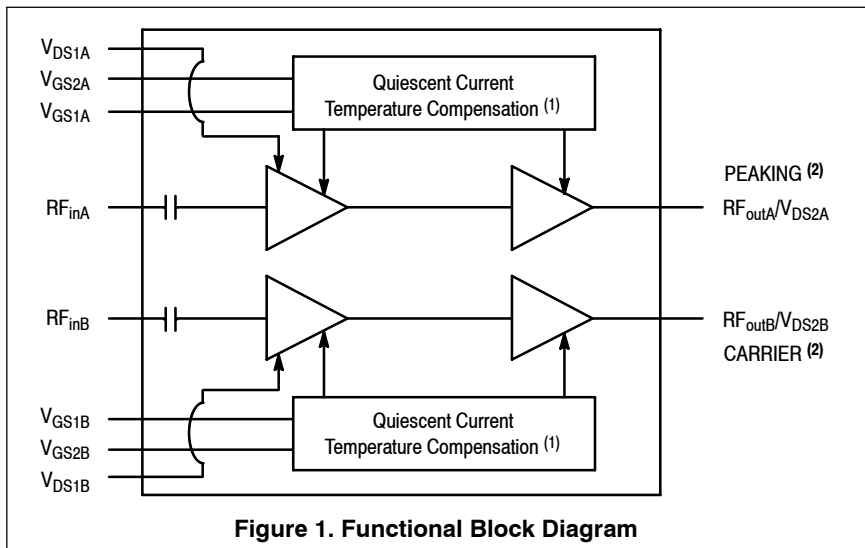 V_DS1A
V_GS2A
V_GS1A
Quiescent Current
Temperature Compensation (1)
PEAKING (2)
RF_inA
RF_outA/V_DS2A
RF_inB
RF_outB/V_DS2B
CARRIER (2)
V_GS1B
V_GS2B
V_DS1B
Quiescent Current
Temperature Compensation (1)
Figure 1. Functional Block Diagram